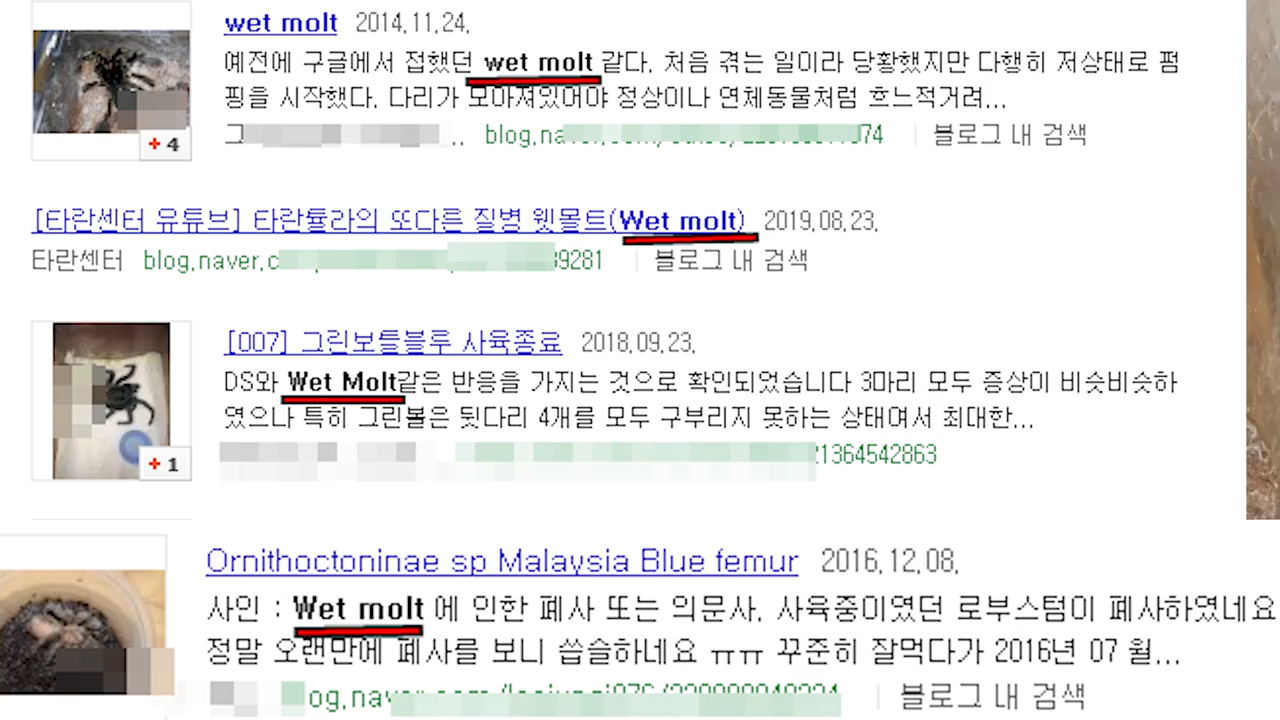 wet molt 2014.11.24.
예전에 구글에서 접했던 wet molt 같다. 처음 겪는 일이라 당황했지만 다행히 저상태로 펌
핑을 시작했다. 다리가 모아져있어야 정상이나 연체동물처럼 흐느적거려...
+4
그 .. blog.na 74 블로그 내 검색
[타란센터 유튜브] 타란튤라의 또다른 질병 웻몰트(Wet molt) 2019.08.23.
타란센터 blog.naver.c 39281 블로그 내 검색
[007] 그린보틀블루 사육종료 2018.09.23.
DS와 Wet Molt같은 반응을 가지는 것으로 확인되었습니다 3마리 모두 증상이 비슷비슷하
였으나 특히 그린볼은 뒷다리 4개를 모두 구부리지 못하는 상태여서 최대한...
+1
21364542863
Ornithoctoninae sp Malaysia Blue femur 2016.12.08.
사인 : Wet molt 에 인한 폐사 또는 의문사. 사육중이였던 로부스텀이 폐사하였네요
정말 오랜만에 폐사를 보니 씁슬하네요 ㅠㅠ 꾸준히 잘먹다가 2016년 07 월...
og.nav 블로그 내 검색